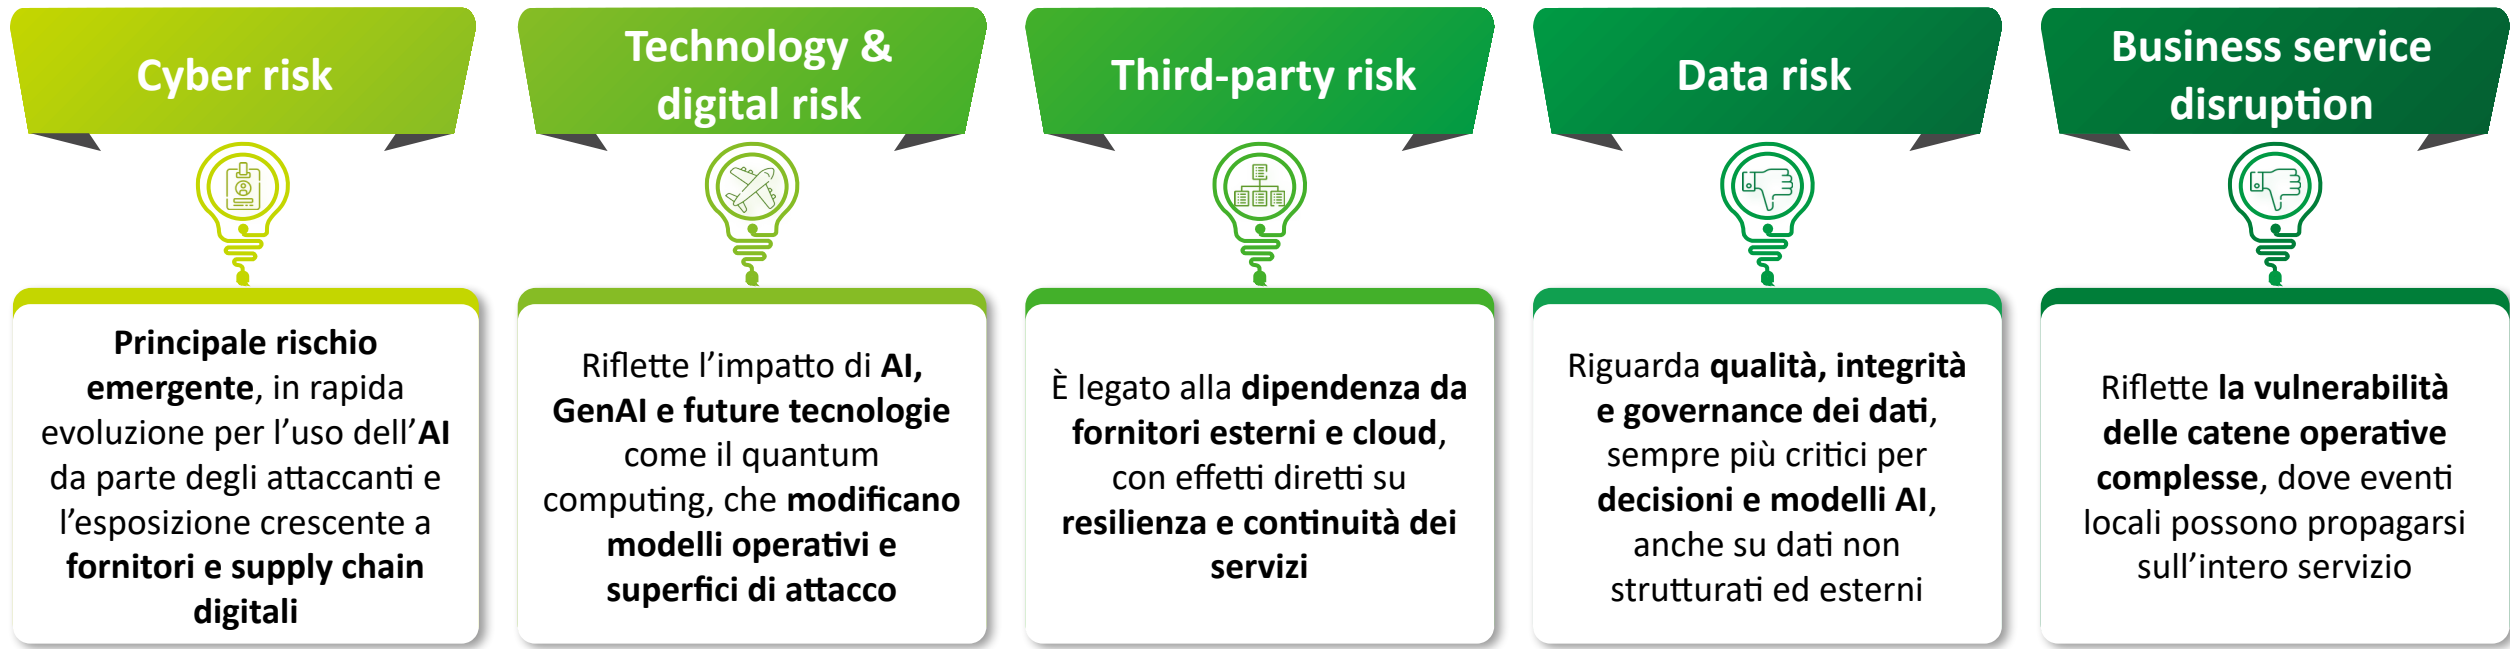 Cyber risk
Technology &
digital risk
Third-party risk
Data risk
Business service
disruption
Principale rischio
emergente, in rapida
evoluzione per l’uso dell’AI
da parte degli attaccanti e
l’esposizione crescente a
fornitori e supply chain
digitali
Riflette l’impatto di AI,
GenAI e future tecnologie
come il quantum
computing, che modificano
modelli operativi e
superfici di attacco
È legato alla dipendenza da
fornitori esterni e cloud,
con effetti diretti su
resilienza e continuità dei
servizi
Riguarda qualità, integrità
e governance dei dati,
sempre più critici per
decisioni e modelli AI,
anche su dati non
strutturati ed esterni
Riflette la vulnerabilità
delle catene operative
complesse, dove eventi
locali possono propagarsi
sull’intero servizio